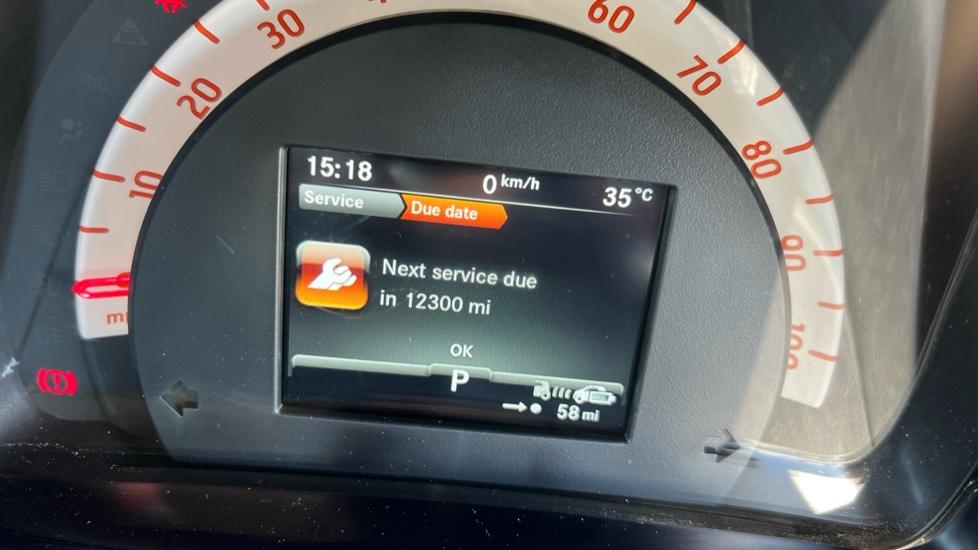 10
20
30
60
70
80
90
100
15:18
0 km/h
35 °C
Service
Due date
Next service due
in 12300 mi
OK
P
58 mi